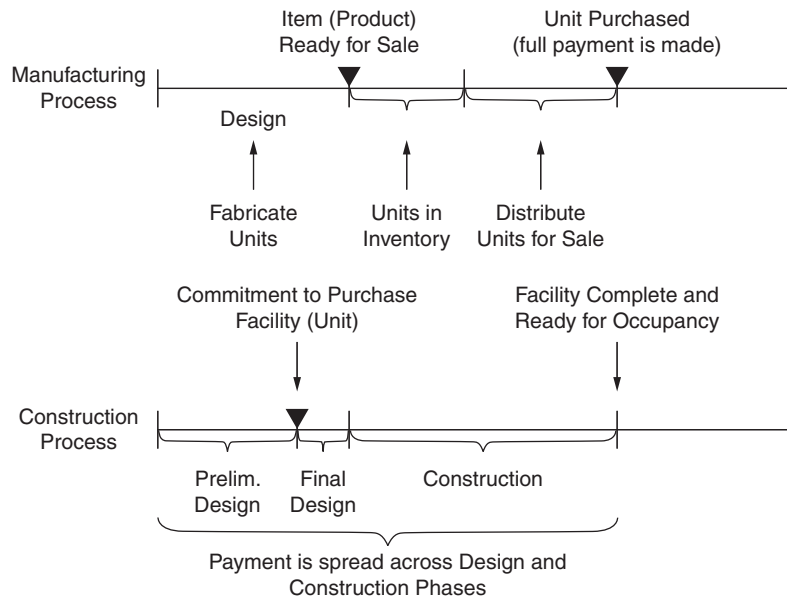 Item (Product)
Ready for Sale
Unit Purchased
(full payment is made)
Manufacturing
Process
Design
Fabricate
Units
Units in
Inventory
Distribute
Units for Sale
Commitment to Purchase
Facility (Unit)
Facility Complete and
Ready for Occupancy
Construction
Process
Prelim.
Design
Final
Design
Construction
Payment is spread across Design and
Construction Phases